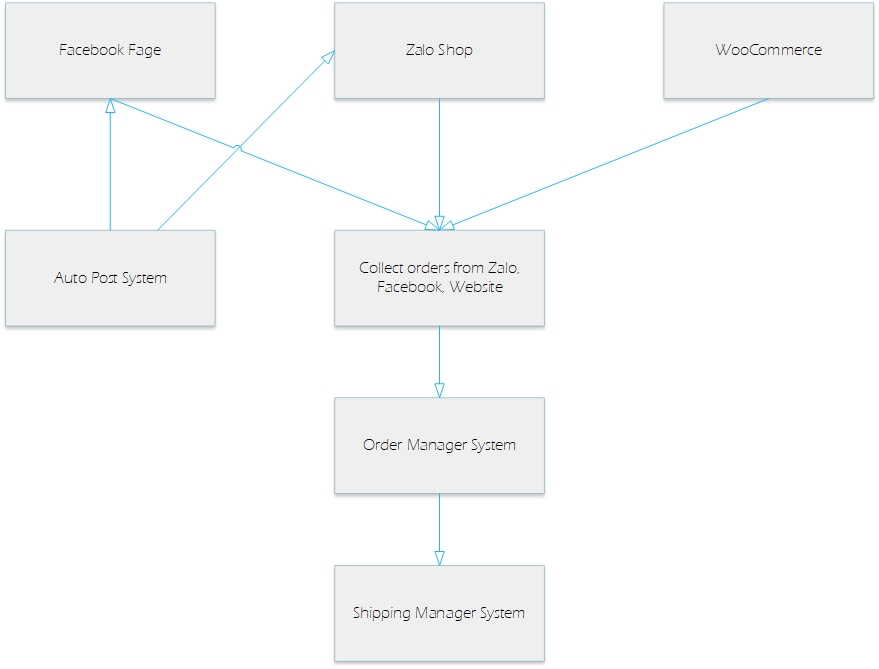 Facebook Fage
Zalo Shop
WooCommerce
Auto Post System
Collect orders from Zalo,
Facebook, Website
Order Manager System
Shipping Manager System